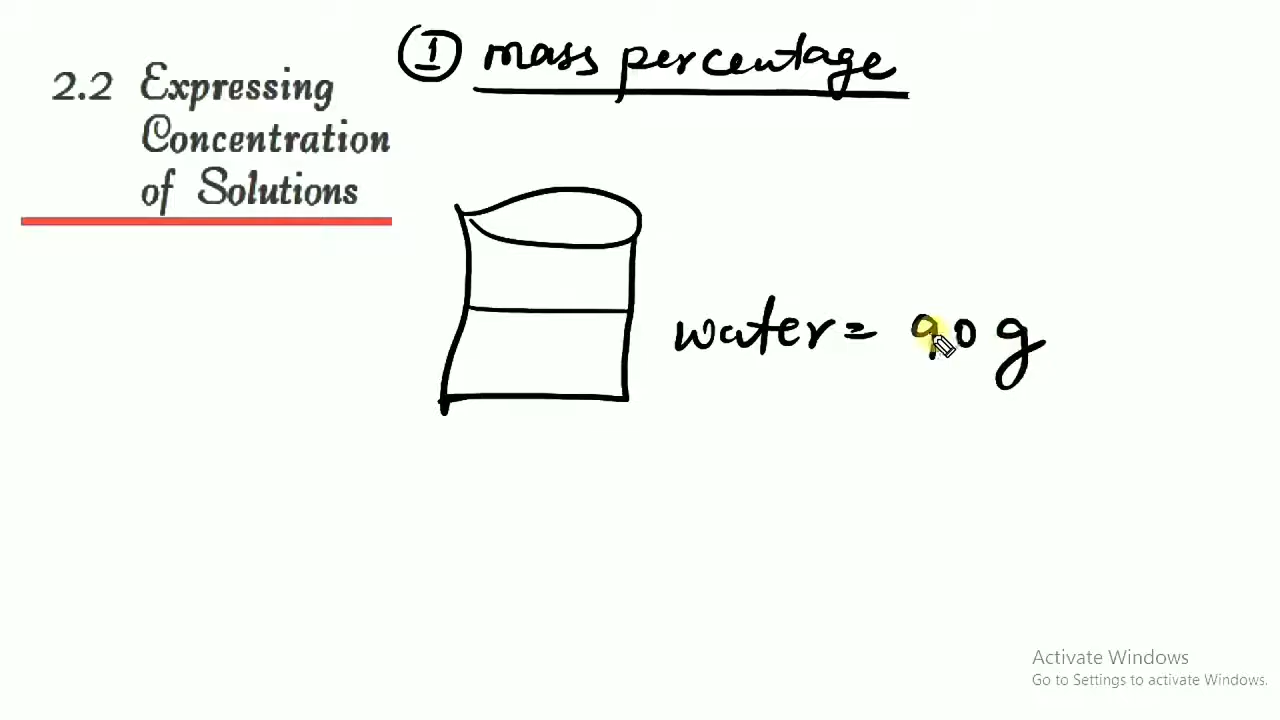 2.2 Expressing
Concentration
of Solutions
① mass percentage
water = 90 g
Activate Windows
Go to Settings to activate Windows.